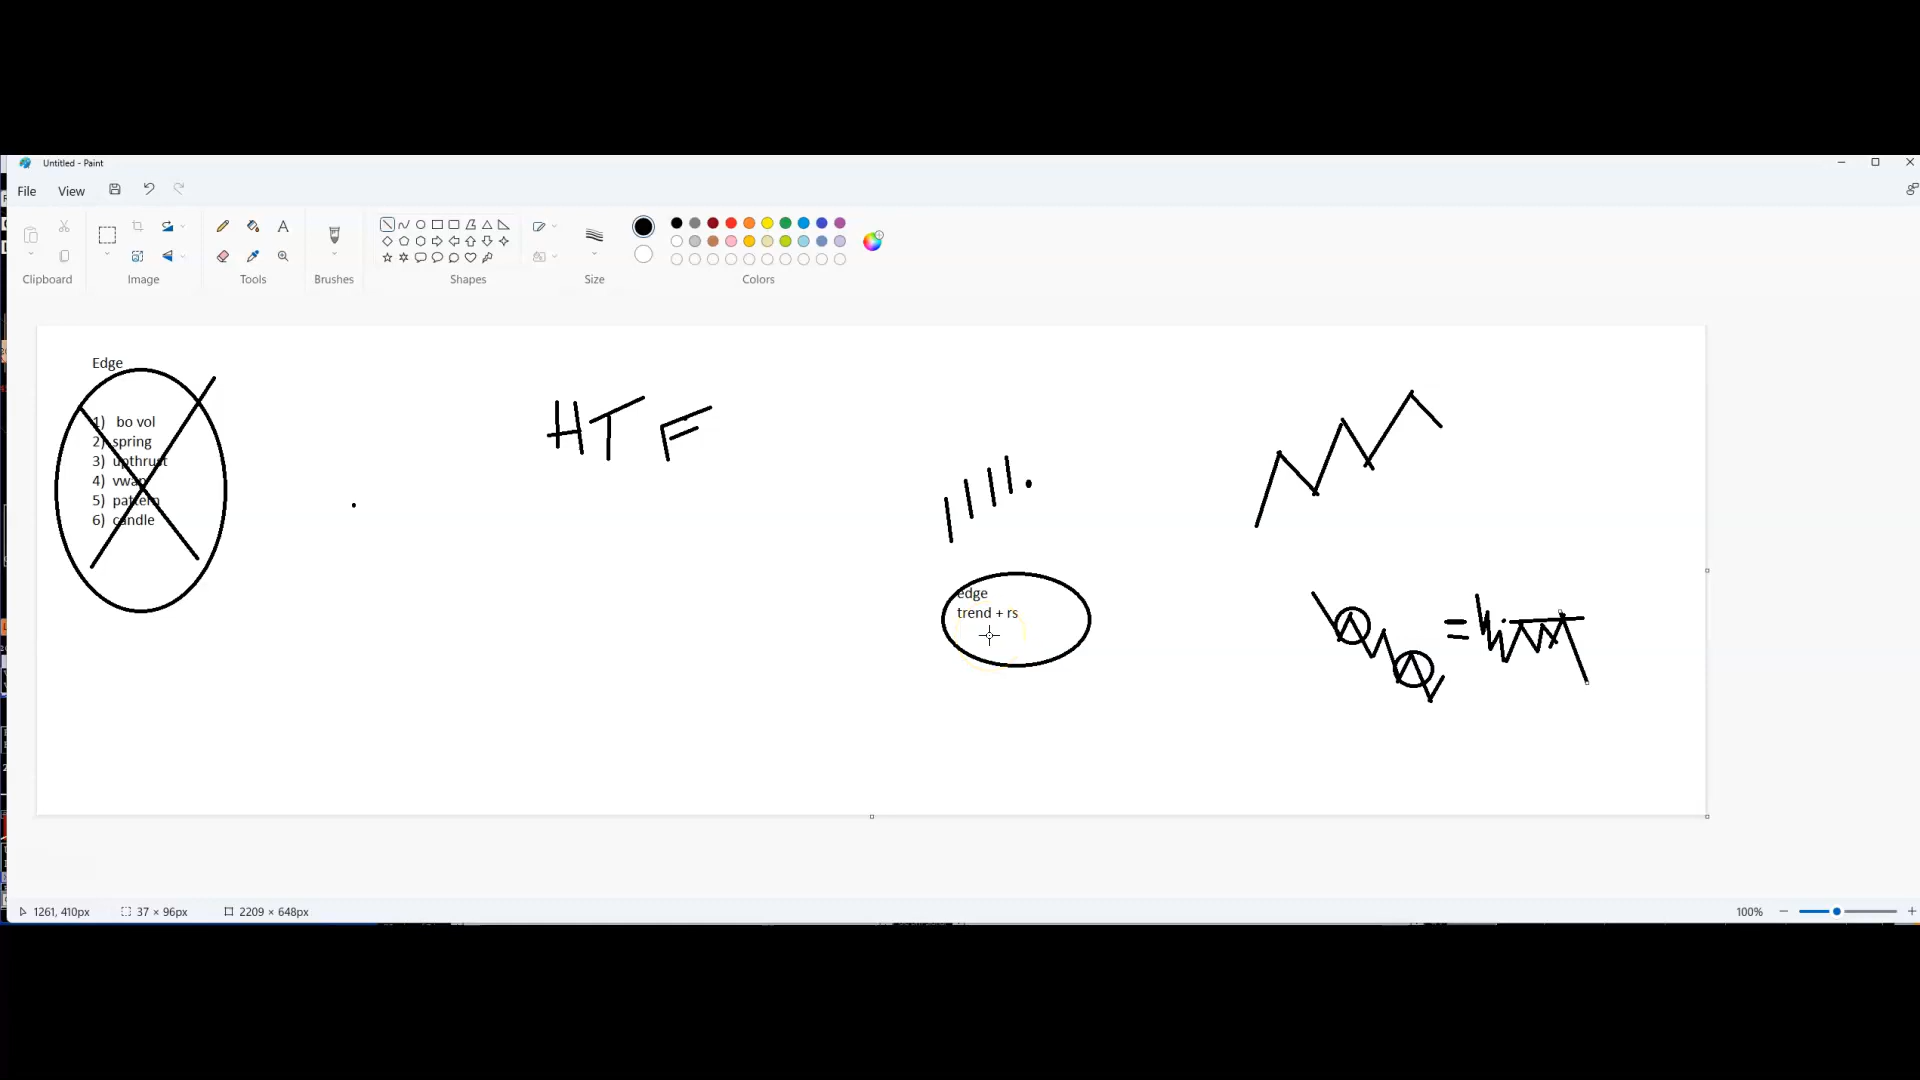 Untitled - Paint
File View
Clipboard Image Tools Brushes Shapes Size Colors
Edge
1) bo vol
2) spring
3) upthrust
4) vwap
5) pattern
6) candle
HTF
edge
trend + rs
1261, 410px 37 × 96px 2209 × 648px 100%